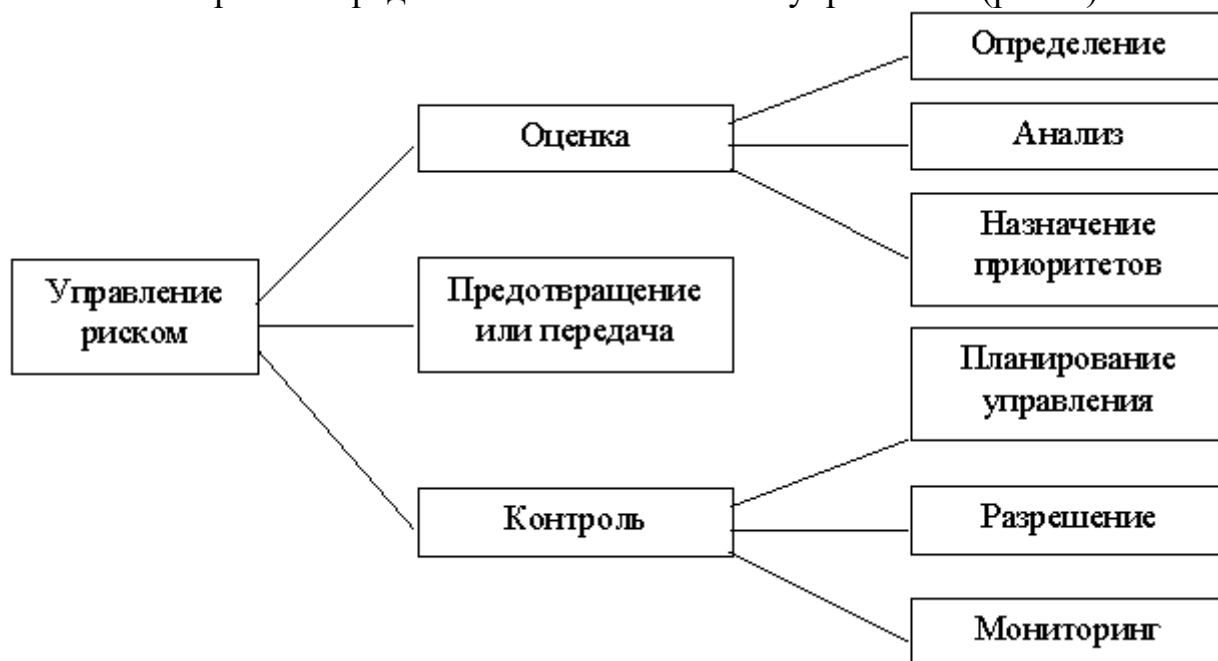 Определение
Оценка
Анализ
Назначение
приоритетов
Управление
риском
Предотвращение
или передача
Планирование
управления
Контроль
Разрешение
Мониторинг